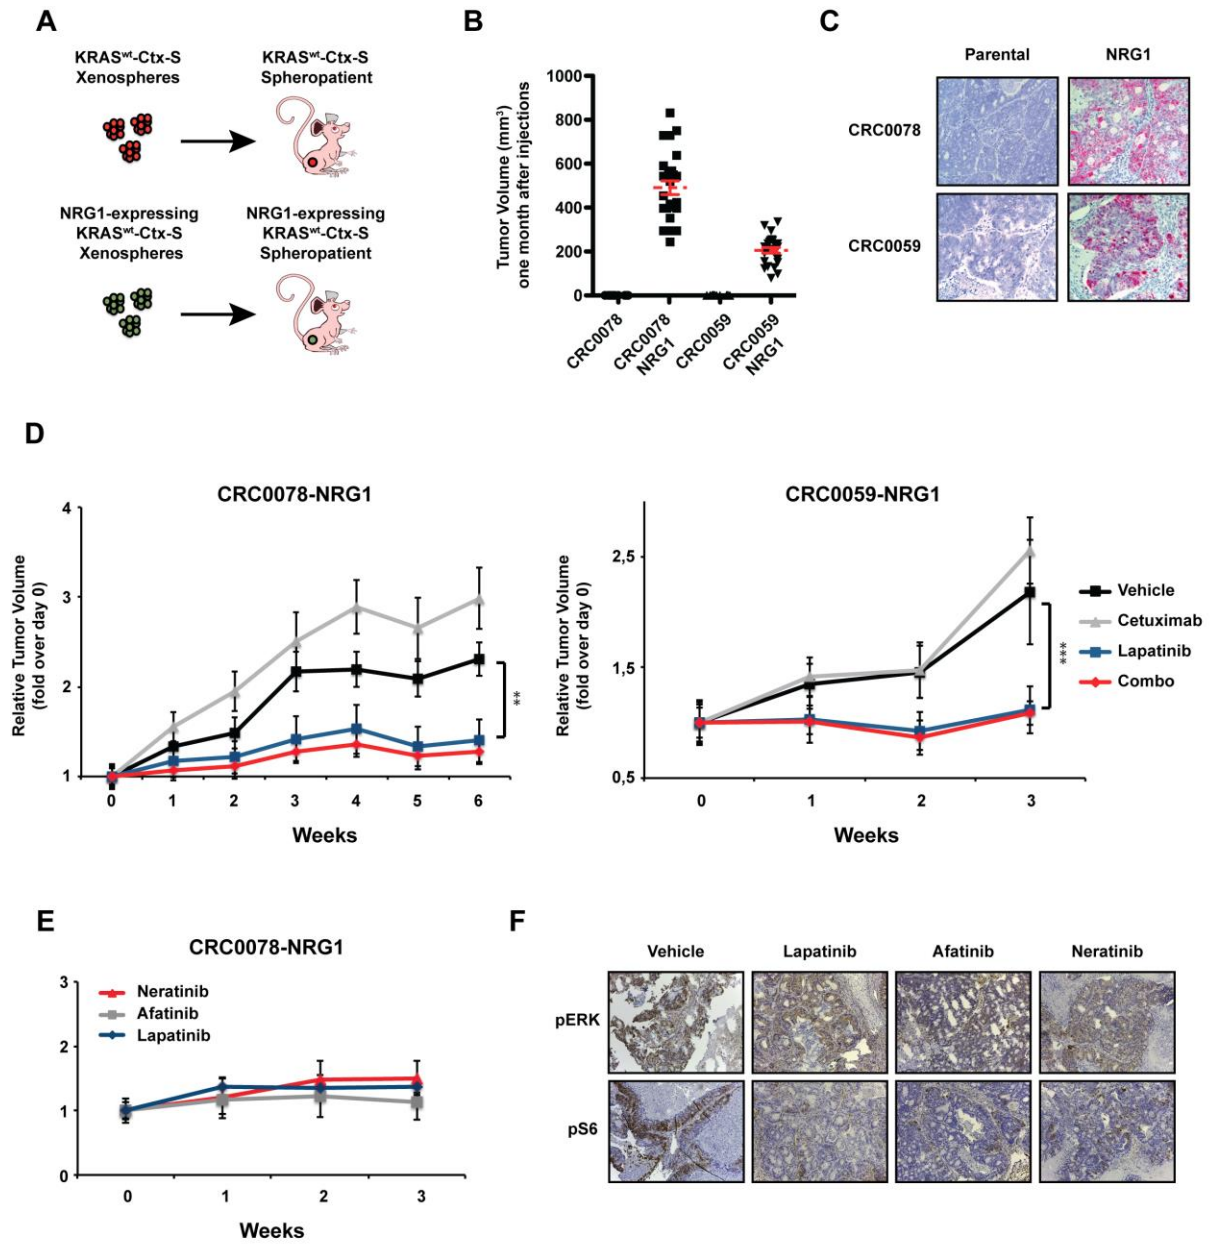 A
KRASwt-Ctx-S
Xenospheres
KRASwt-Ctx-S
Spheropatient
NRG1-expressing
KRASwt-Ctx-S
Xenospheres
NRG1-expressing
KRASwt-Ctx-S
Spheropatient
B
Tumor Volume (mm3)
one month after injections
1000
800
600
400
200
0
CRC0078
CRC0078
NRG1
CRC0059
CRC0059
NRG1
C
Parental
NRG1
CRC0078
CRC0059
D
CRC0078-NRG1
Relative Tumor Volume
(fold over day 0)
4
3
2
1
0 1 2 3 4 5 6
Weeks
**
CRC0059-NRG1
Relative Tumor Volume
(fold over day 0)
2,5
1,5
0,5
0 1 2 3
Weeks
***
Vehicle
Cetuximab
Lapatinib
Combo
E
CRC0078-NRG1
3
2
1
0
Neratinib
Afatinib
Lapatinib
0 1 2 3
Weeks
F
Vehicle Lapatinib Afatinib Neratinib
pERK
pS6